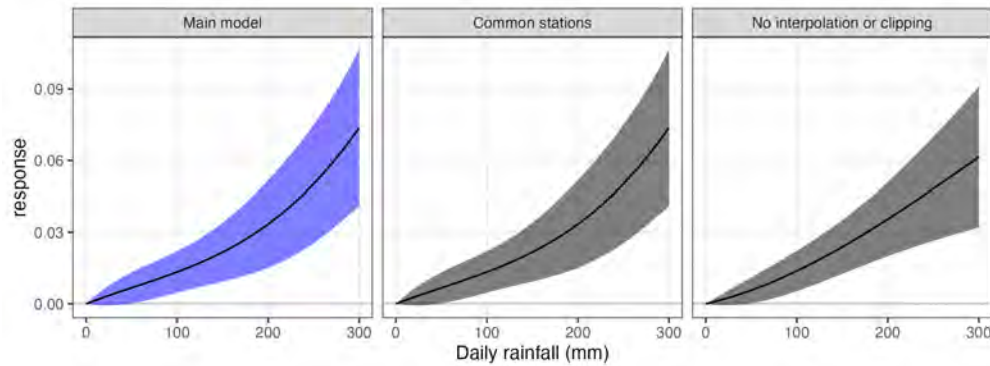 Main model
Common stations
No interpolation or clipping
response
0.09
0.06
0.03
0.00
0 100 200 300
0 100 200 300
0 100 200 300
Daily rainfall (mm)